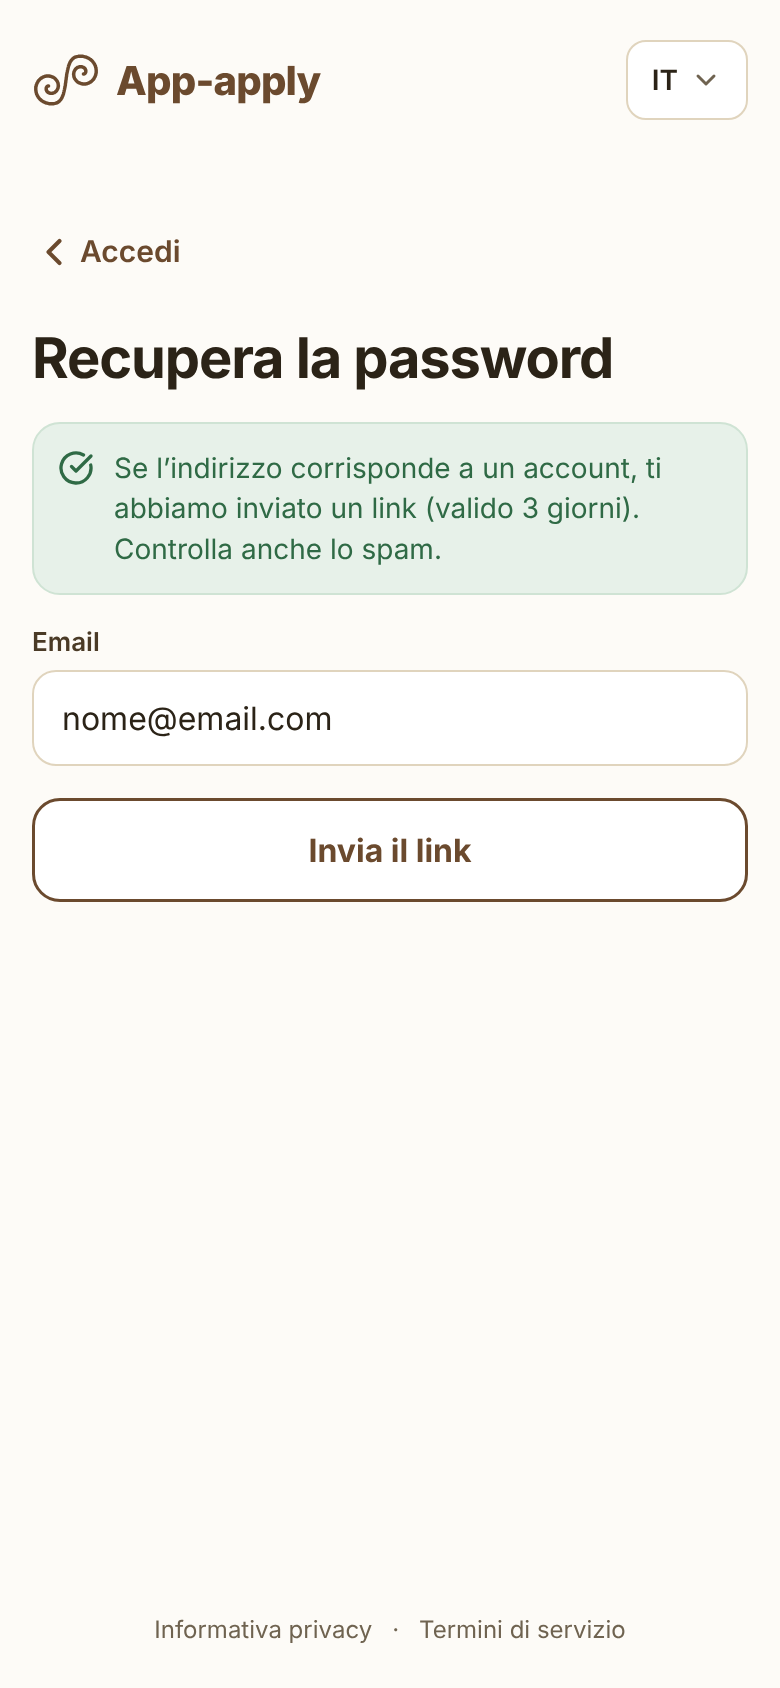 App-apply
IT
Accedi
Recupera la password
Se l’indirizzo corrisponde a un account, ti
abbiamo inviato un link (valido 3 giorni).
Controlla anche lo spam.
Email
nome@email.com
Invia il link
Informativa privacy · Termini di servizio